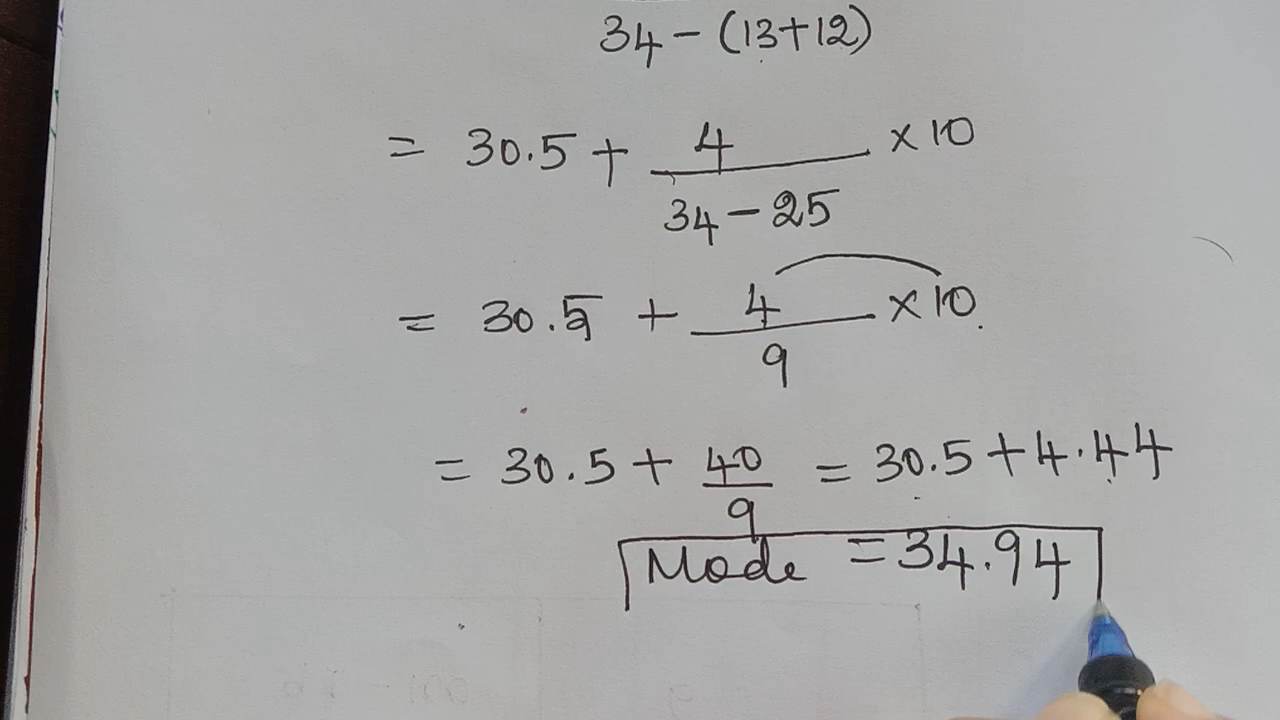 34 - (13+12)
= 30.5 + 4/(34 - 25) × 10
= 30.5 + 4/9 × 10
= 30.5 + 40/9 = 30.5 + 4.44
Mode = 34.94